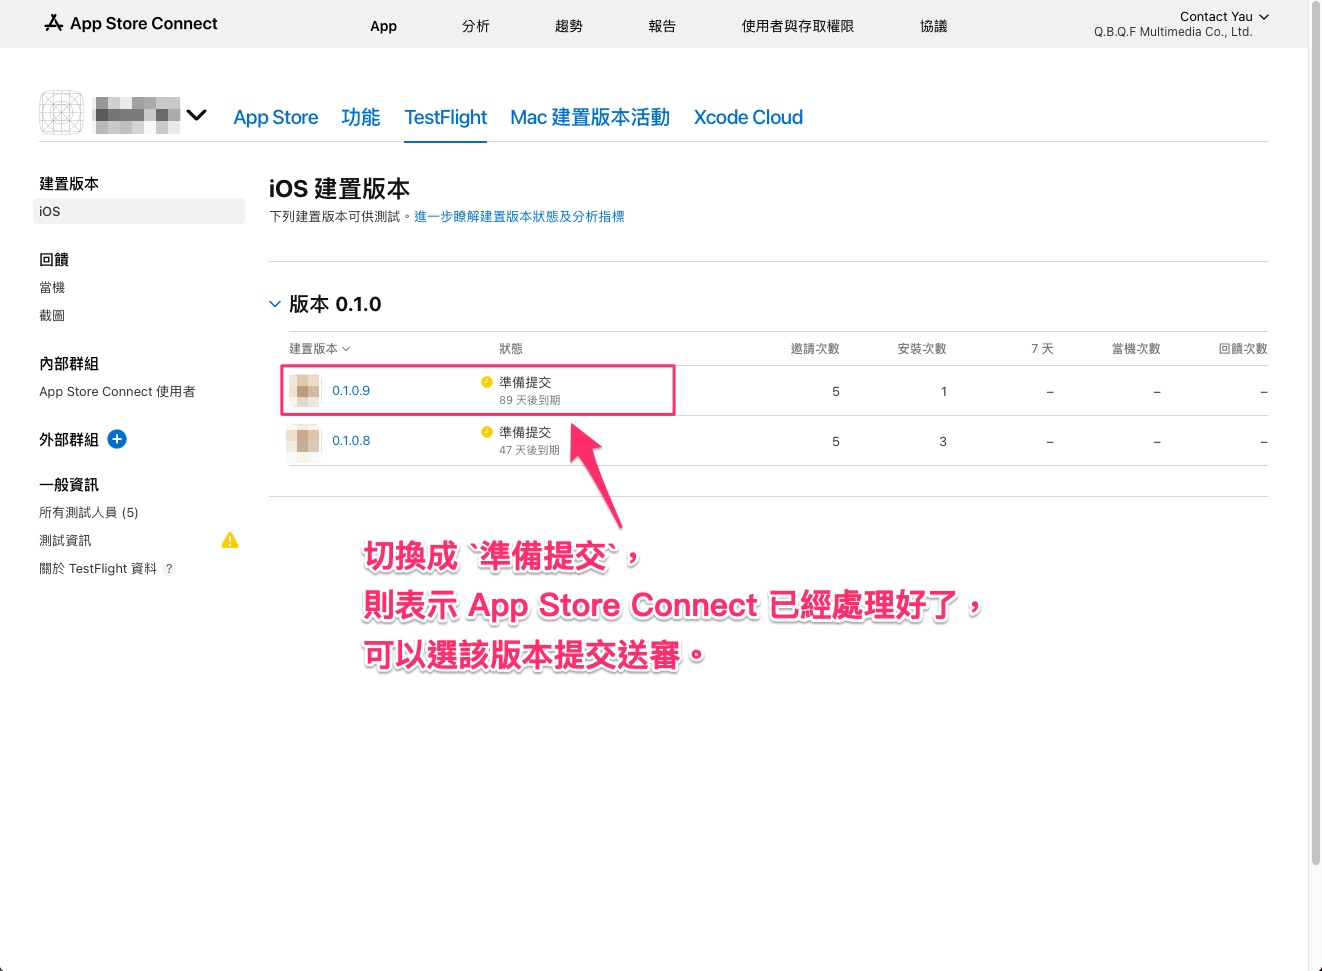 App Store Connect
App
分析
趨勢
報告
使用者與存取權限
協議
Contact Yau
Q.B.Q.F Multimedia Co., Ltd.
App Store
功能
TestFlight
Mac 建置版本活動
Xcode Cloud
建置版本
iOS
回饋
當機
截圖
內部群組
App Store Connect 使用者
外部群組
一般資訊
所有測試人員 (5)
測試資訊
關於 TestFlight 資料 ?
iOS 建置版本
下列建置版本可供測試。進一步瞭解建置版本狀態及分析指標
版本 0.1.0
建置版本 狀態 邀請次數 安裝次數 7 天 當機次數 回饋次數
0.1.0.9 準備提交 5 1 – – –
89 天後到期
0.1.0.8 準備提交 5 3 – – –
47 天後到期
切換成 `準備提交`，
則表示 App Store Connect 已經處理好了，
可以選該版本提交送審。